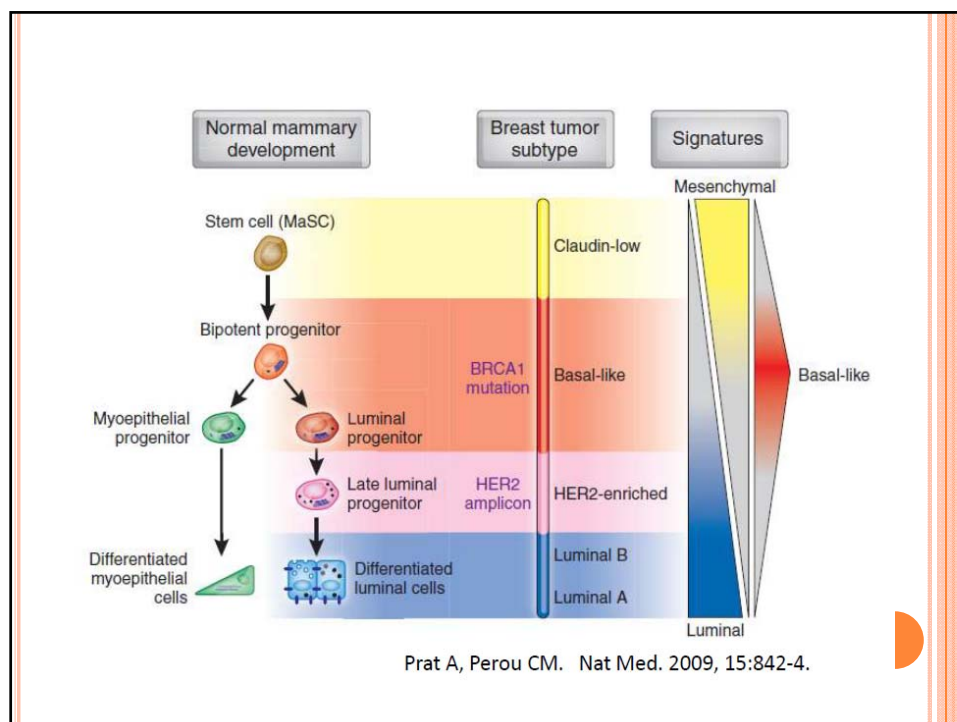 Normal mammary
development
Breast tumor
subtype
Signatures
Mesenchymal
Stem cell (MaSC)
Claudin-low
Bipotent progenitor
BRCA1
mutation
Basal-like
Basal-like
Myoepithelial
progenitor
Luminal
progenitor
Late luminal
progenitor
HER2
amplicon
HER2-enriched
Differentiated
myoepithelial
cells
Differentiated
luminal cells
Luminal B
Luminal A
Luminal
Prat A, Perou CM. Nat Med. 2009, 15:842-4.